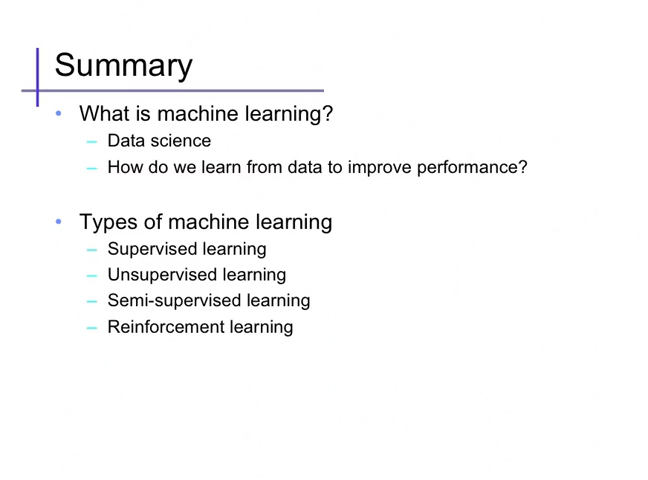 Summary
• What is machine learning?
– Data science
– How do we learn from data to improve performance?
• Types of machine learning
– Supervised learning
– Unsupervised learning
– Semi-supervised learning
– Reinforcement learning